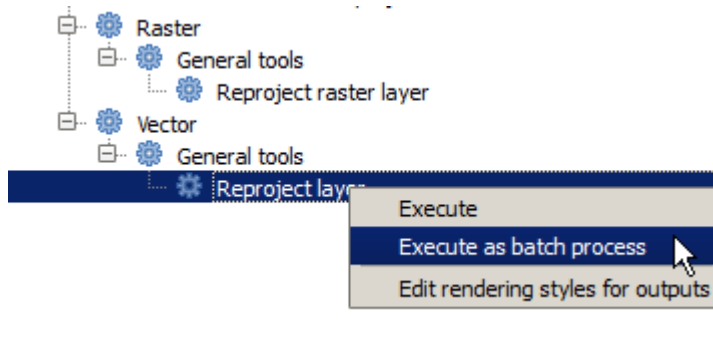 Raster
General tools
Reproject raster layer
Vector
General tools
Reproject layer
Execute
Execute as batch process
Edit rendering styles for outputs